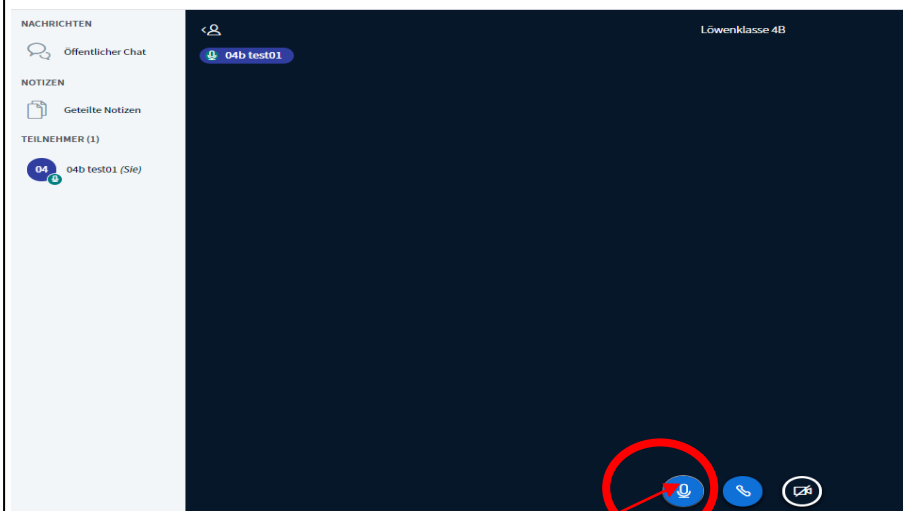 NACHRICHTEN
Öffentlicher Chat
NOTIZEN
Geteilte Notizen
TEILNEHMER (1)
04 04b test01 (Sie)
Löwenklasse 4B
04b test01